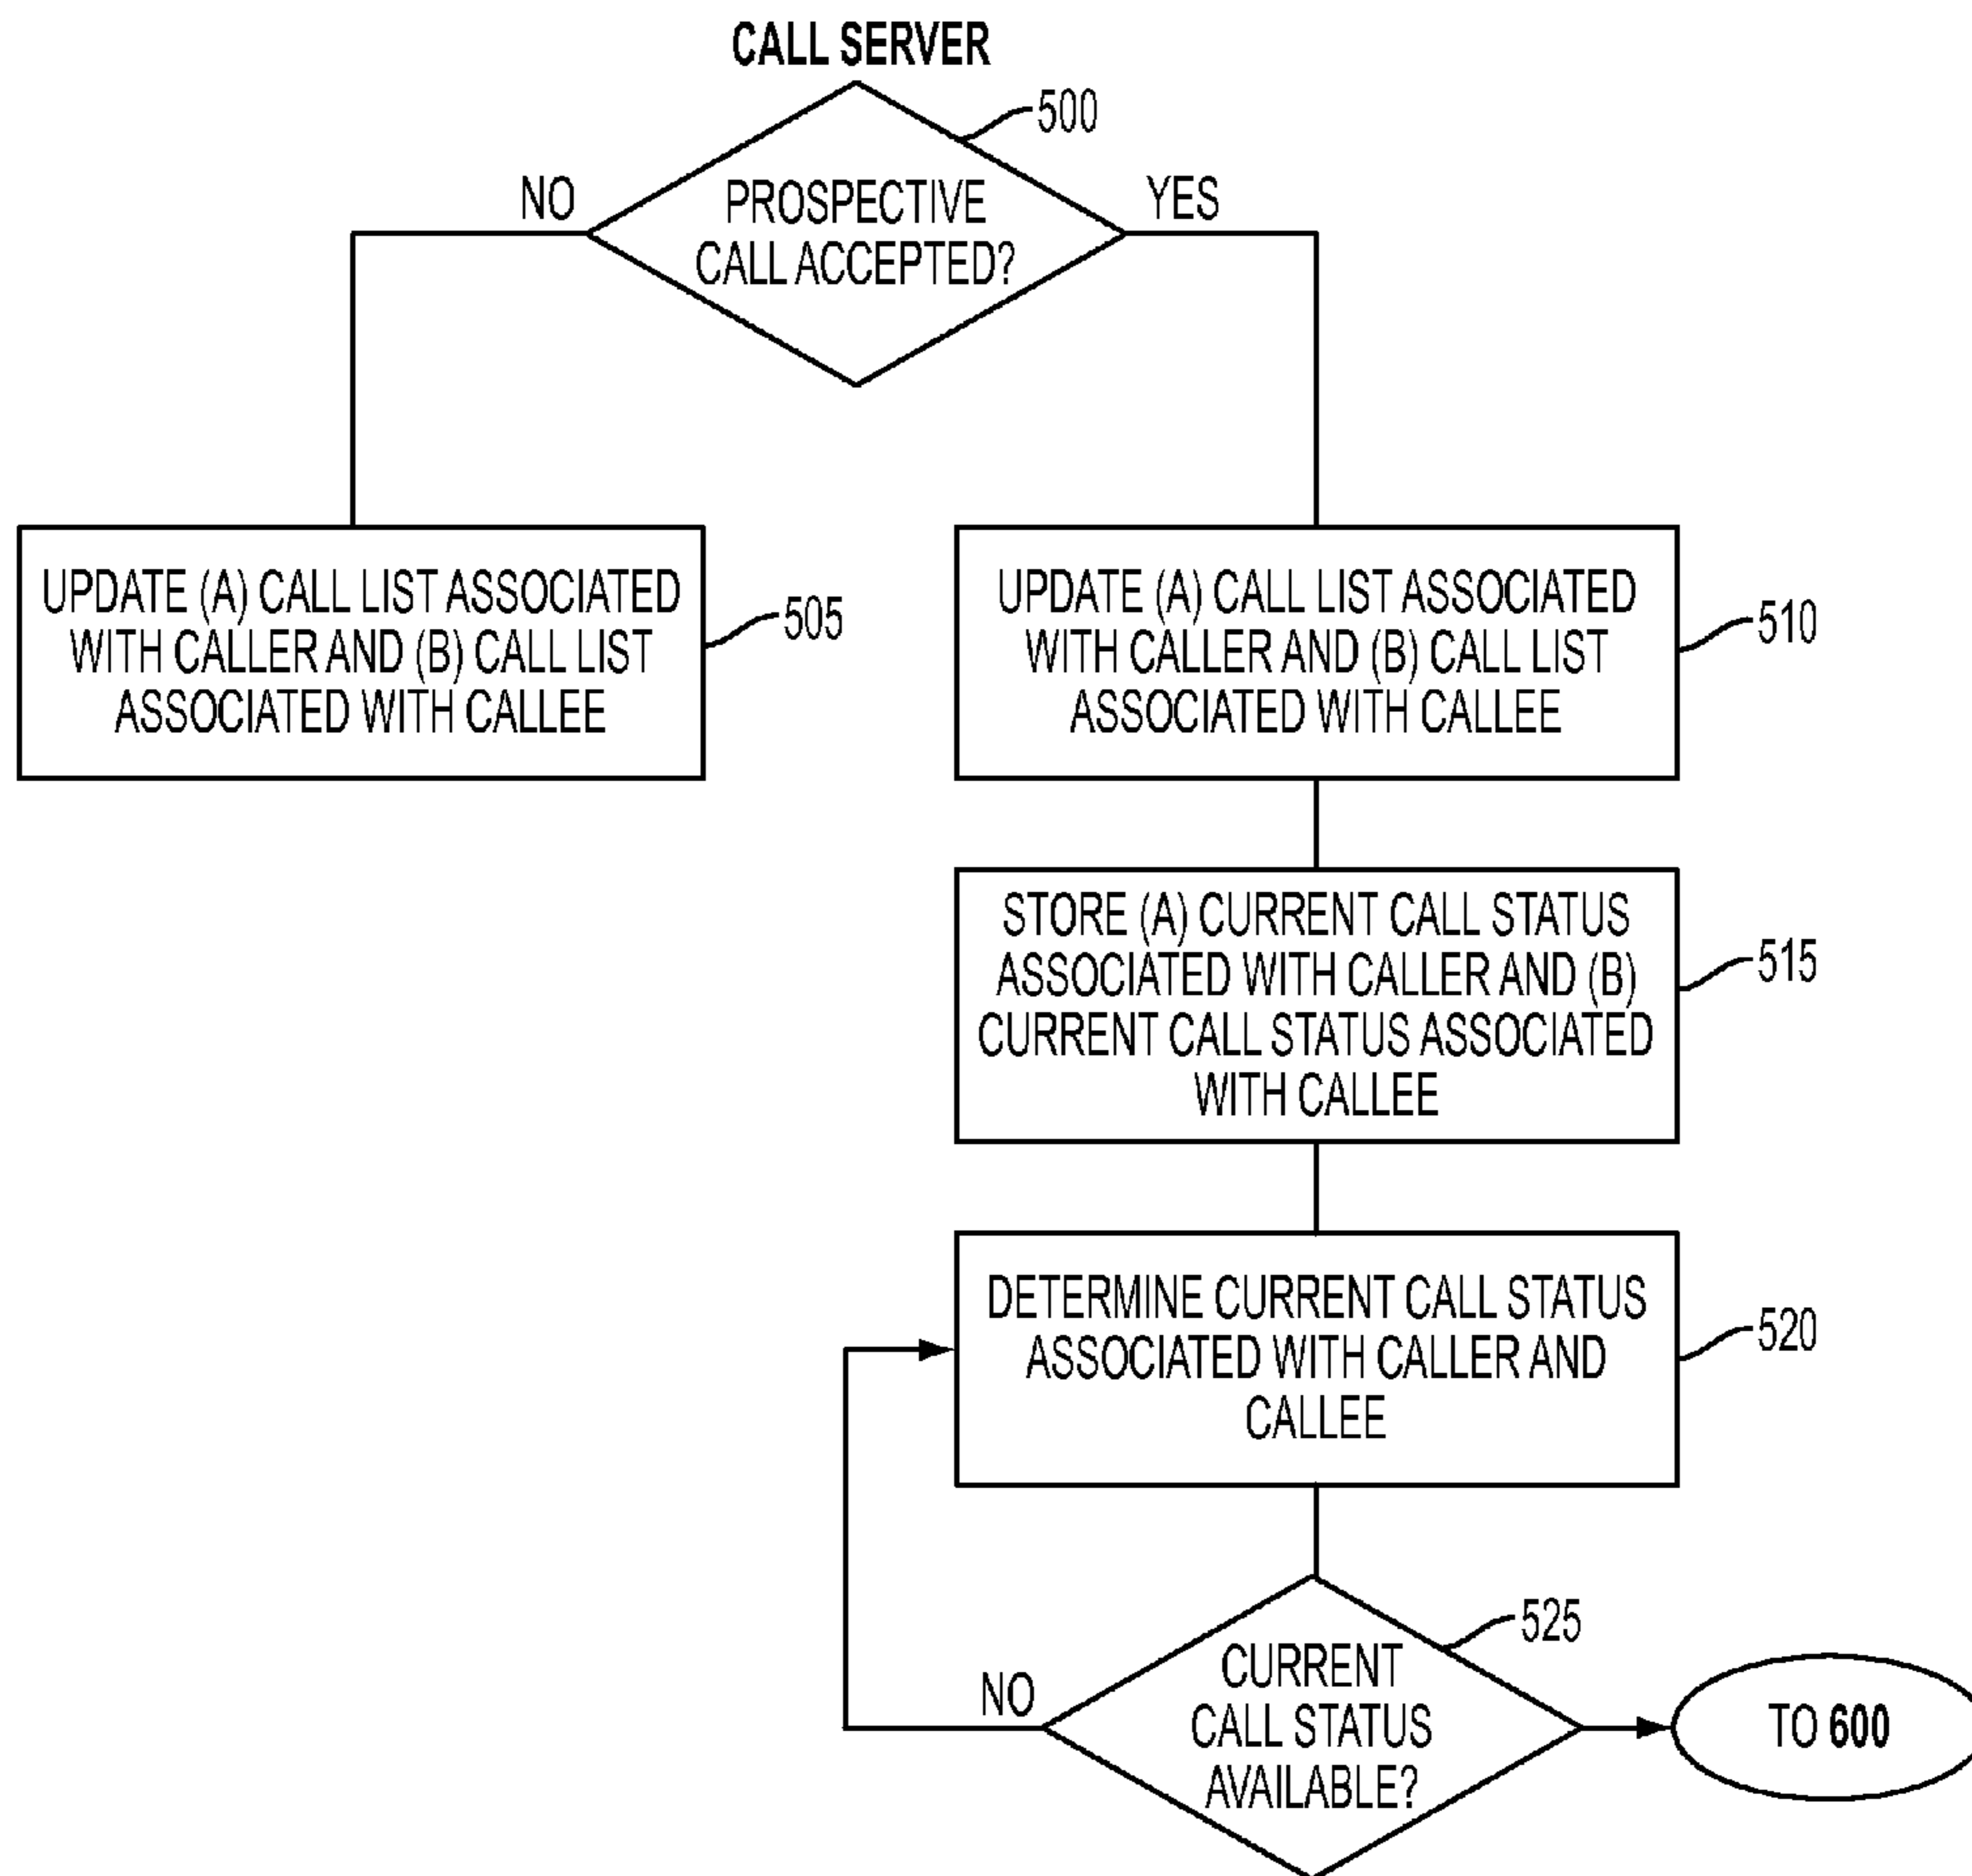 CALL SERVER
500
NO
YES
PROSPECTIVE
CALL ACCEPTED?
UPDATE (A) CALL LIST ASSOCIATED
WITH CALLER AND (B) CALL LIST
ASSOCIATED WITH CALLEE
505
UPDATE (A) CALL LIST ASSOCIATED
WITH CALLER AND (B) CALL LIST
ASSOCIATED WITH CALLEE
510
STORE (A) CURRENT CALL STATUS
ASSOCIATED WITH CALLER AND (B)
CURRENT CALL STATUS ASSOCIATED
WITH CALLEE
515
DETERMINE CURRENT CALL STATUS
ASSOCIATED WITH CALLER AND
CALLEE
520
525
NO
CURRENT
CALL STATUS
AVAILABLE?
TO 600